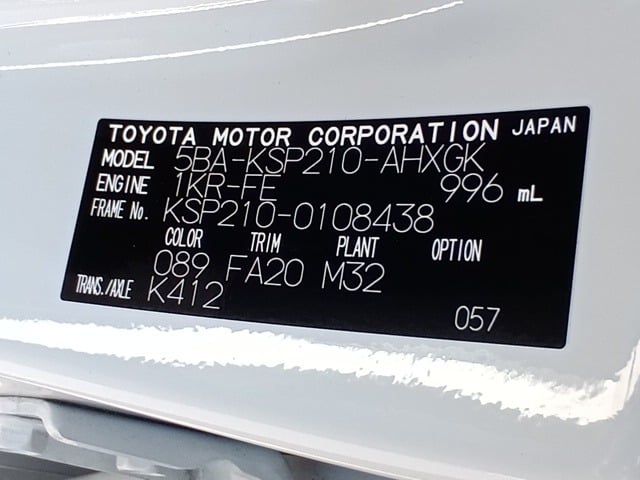 TOYOTA MOTOR CORPORATION JAPAN
MODEL 5BA-KSP210-AHXGK
ENGINE 1KR-FE 996 mL
FRAME No. KSP210-0108438
COLOR TRIM PLANT OPTION
089 FA20 M32
TRANS./AXLE K412
057